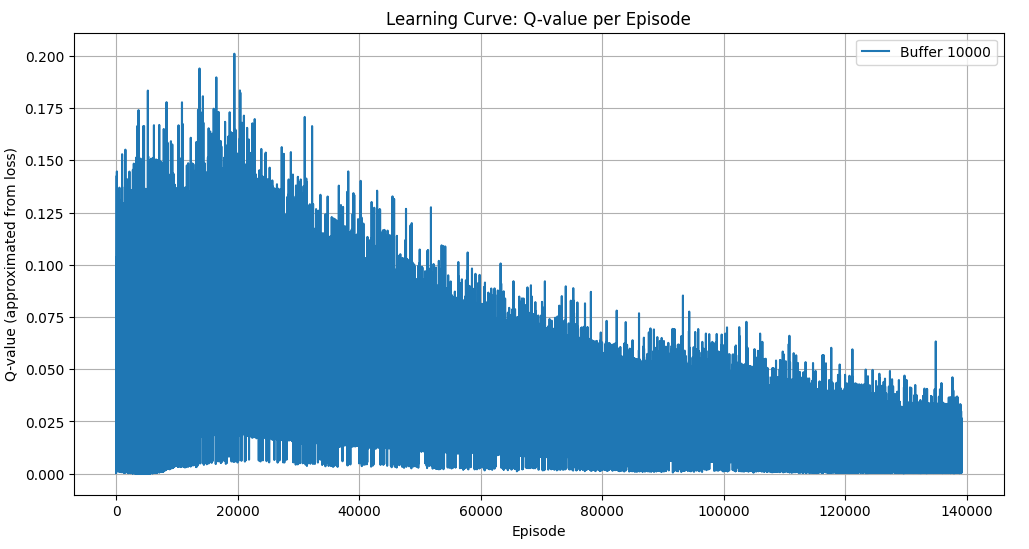 Learning Curve: Q-value per Episode
Buffer 10000
Q-value (approximated from loss)
0.200
0.175
0.150
0.125
0.100
0.075
0.050
0.025
0.000
0 20000 40000 60000 80000 100000 120000 140000
Episode